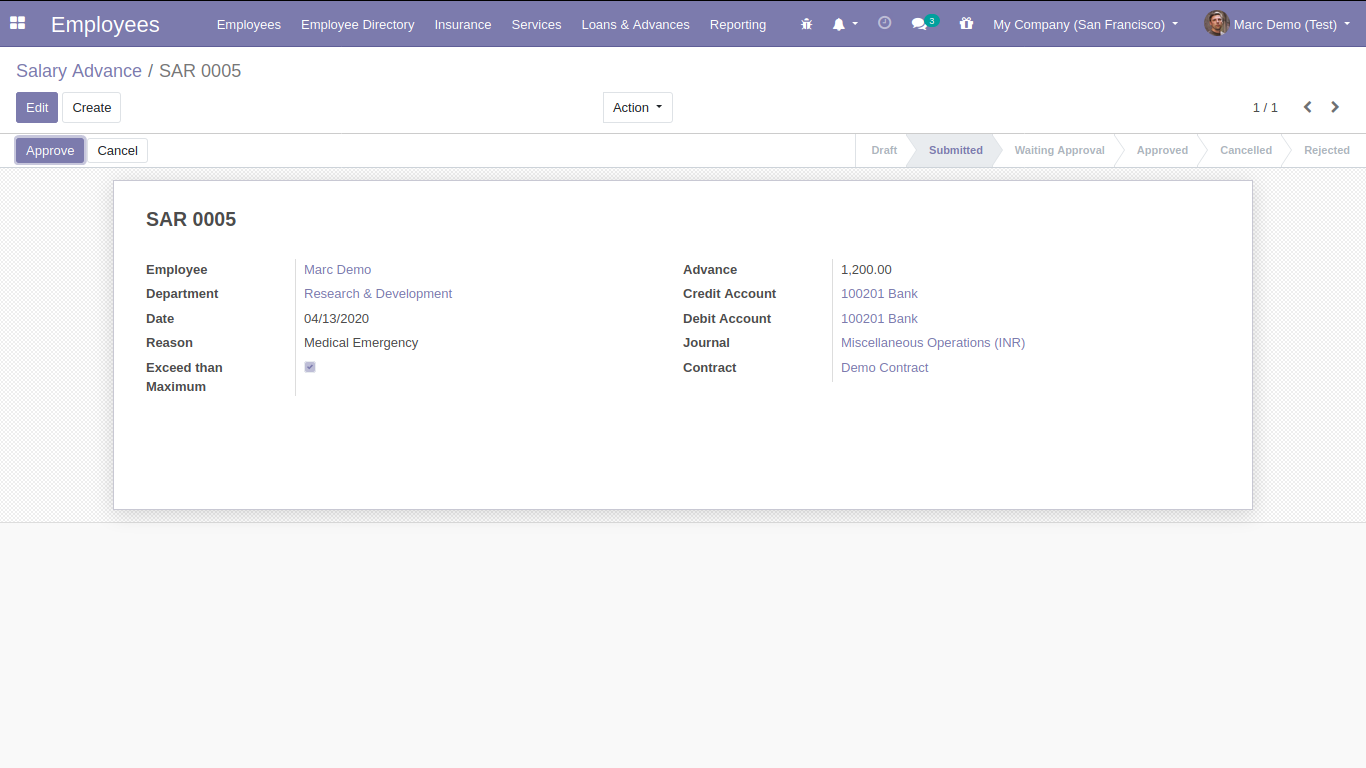 Employees Employees Employee Directory Insurance Services Loans & Advances Reporting 3 My Company (San Francisco) Marc Demo (Test)
Salary Advance / SAR 0005
Edit Create Action 1 / 1
Approve Cancel Draft Submitted Waiting Approval Approved Cancelled Rejected
SAR 0005
Employee Marc Demo Advance 1,200.00
Department Research & Development Credit Account 100201 Bank
Date 04/13/2020 Debit Account 100201 Bank
Reason Medical Emergency Journal Miscellaneous Operations (INR)
Exceed than Contract Demo Contract
Maximum